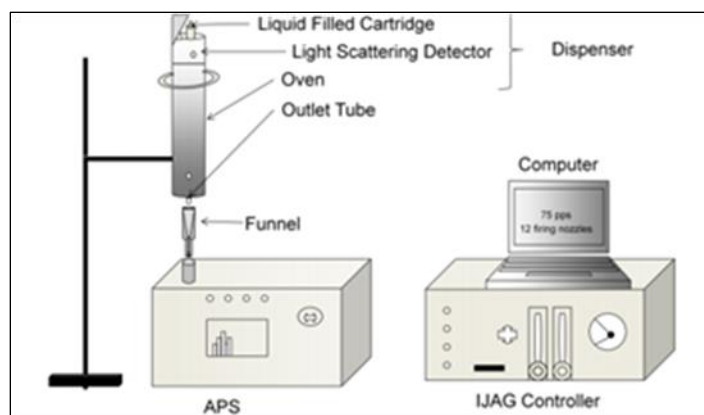 Liquid Filled Cartridge
Light Scattering Detector
Dispenser
Oven
Outlet Tube
Funnel
Computer
75 pps
12 firing nozzles
APS
IJAG Controller